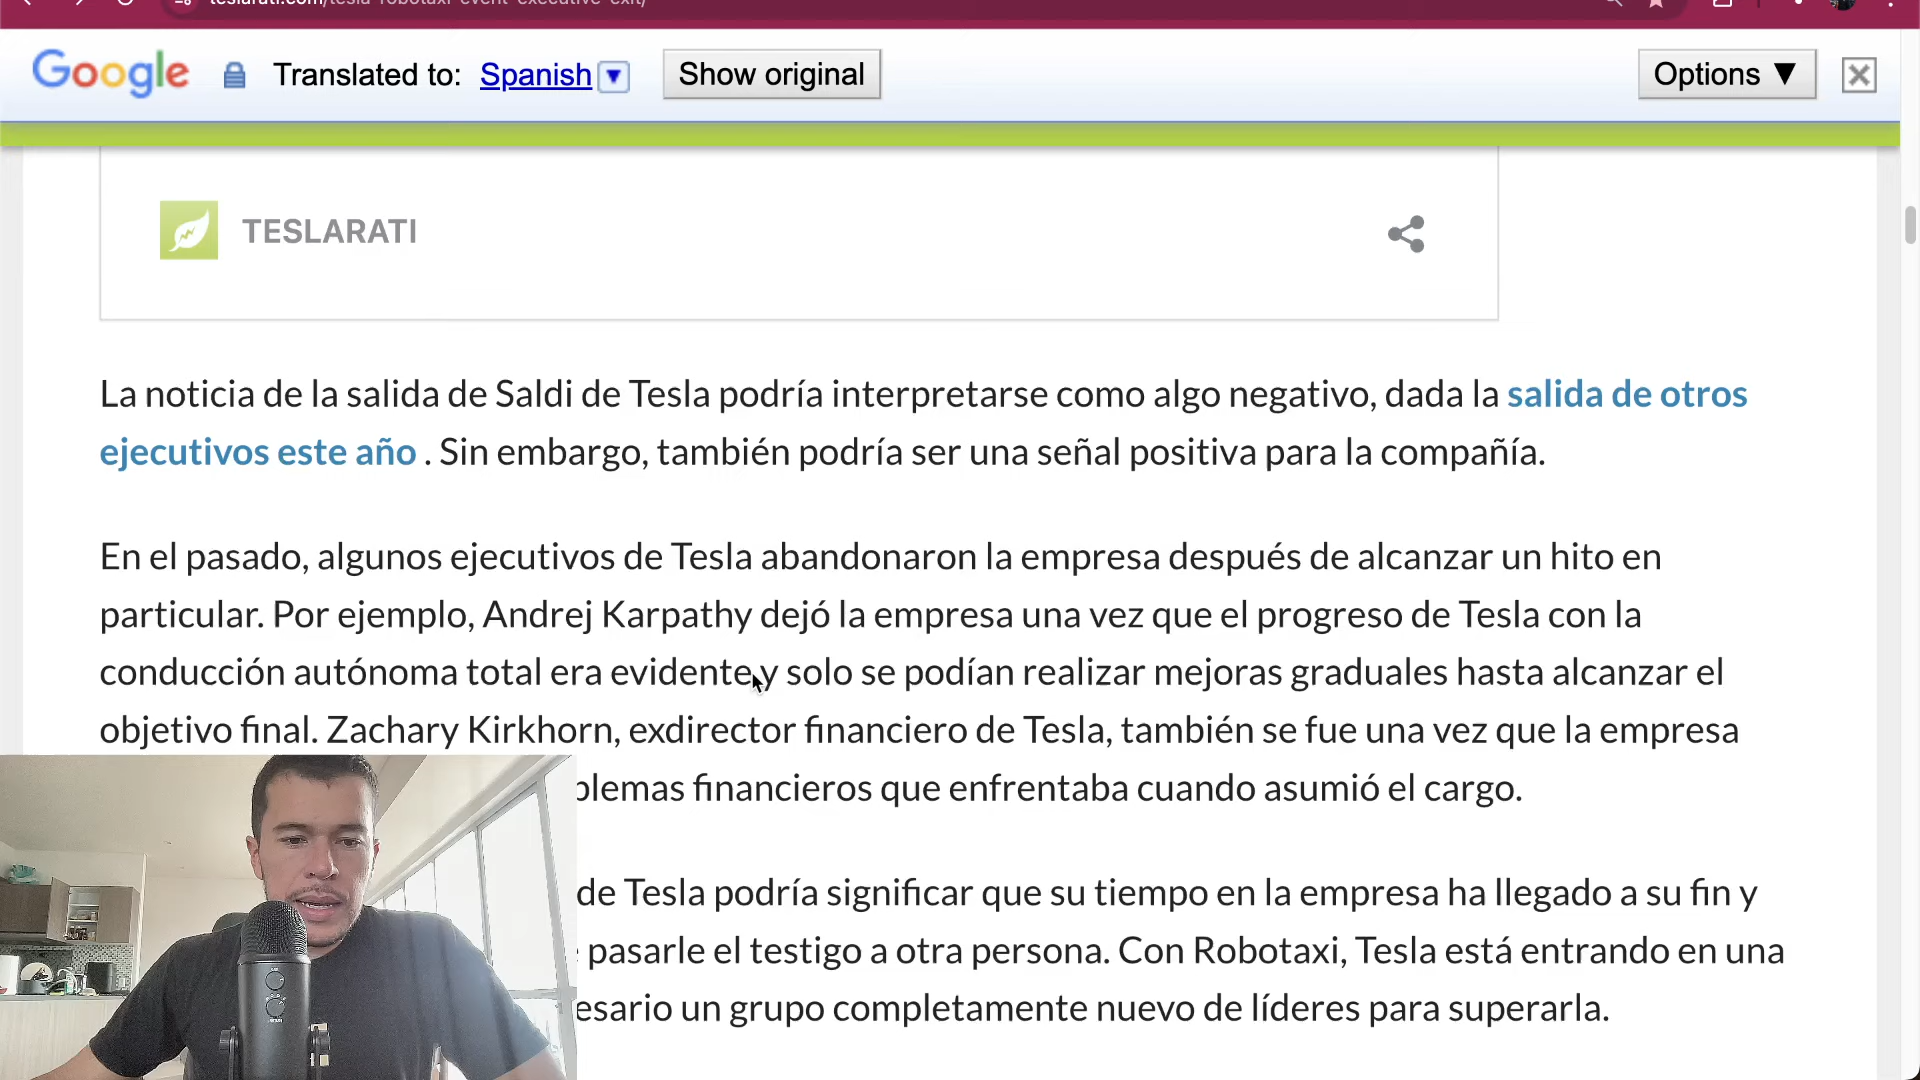 teslarati.com/tesla-robotaxi-event-executive-exit/
Google Translated to: Spanish ▼ Show original Options ▼
TESLARATI
La noticia de la salida de Saldi de Tesla podría interpretarse como algo negativo, dada la salida de otros
ejecutivos este año . Sin embargo, también podría ser una señal positiva para la compañía.
En el pasado, algunos ejecutivos de Tesla abandonaron la empresa después de alcanzar un hito en
particular. Por ejemplo, Andrej Karpathy dejó la empresa una vez que el progreso de Tesla con la
conducción autónoma total era evidente y solo se podían realizar mejoras graduales hasta alcanzar el
objetivo final. Zachary Kirkhorn, exdirector financiero de Tesla, también se fue una vez que la empresa
blemas financieros que enfrentaba cuando asumió el cargo.
de Tesla podría significar que su tiempo en la empresa ha llegado a su fin y
pasarle el testigo a otra persona. Con Robotaxi, Tesla está entrando en una
esario un grupo completamente nuevo de líderes para superarla.